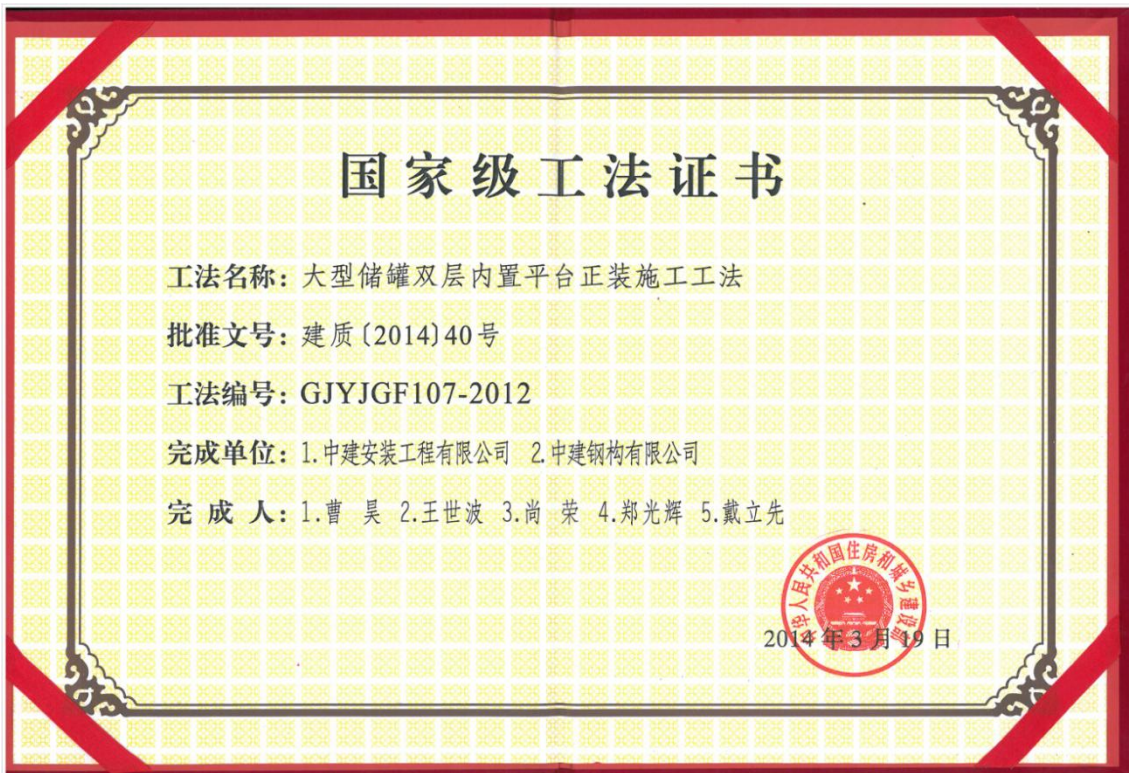 国家级工法证书
工法名称：大型储罐双层内置平台正装施工工法
批准文号：建质〔2014〕40号
工法编号：GJYJGF107-2012
完成单位：1.中建安装工程有限公司 2.中建钢构有限公司
完 成 人：1.曹 昊 2.王世波 3.尚 荣 4.郑光辉 5.戴立先
中华人民共和国住房和城乡建设部
2014年3月19日